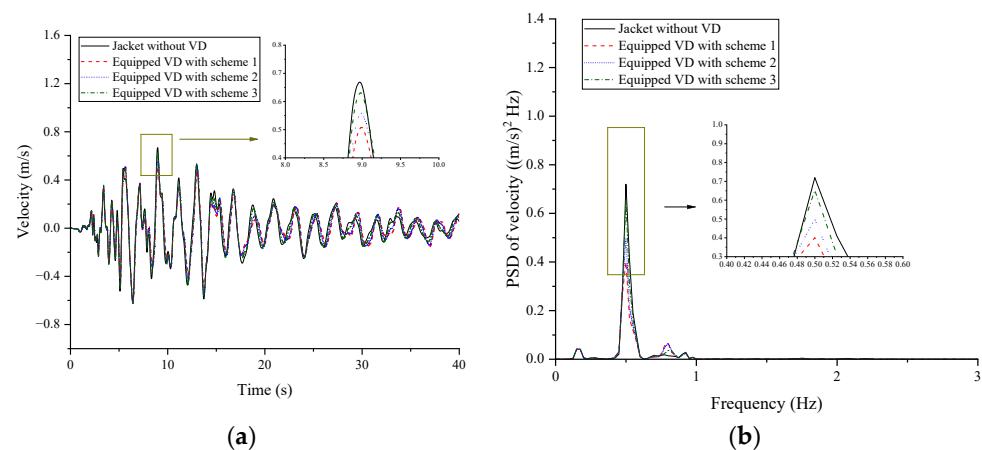 Jacket without VD
Equipped VD with scheme 1
Equipped VD with scheme 2
Equipped VD with scheme 3
1.6
1.2
0.8
0.4
0.0
−0.4
−0.8
Velocity (m/s)
0.8
0.7
0.6
0.5
0.4
8.0 8.5 9.0 9.5 10.0
0 10 20 30 40
Time (s)
(a)
Jacket without VD
Equipped VD with scheme 1
Equipped VD with scheme 2
Equipped VD with scheme 3
1.4
1.2
1.0
0.8
0.6
0.4
0.2
0.0
PSD of velocity ((m/s)² Hz)
1.0
0.9
0.8
0.7
0.6
0.5
0.4
0.3
0.40 0.42 0.44 0.46 0.48 0.50 0.52 0.54 0.56 0.58 0.60
0 1 2 3
Frequency (Hz)
(b)